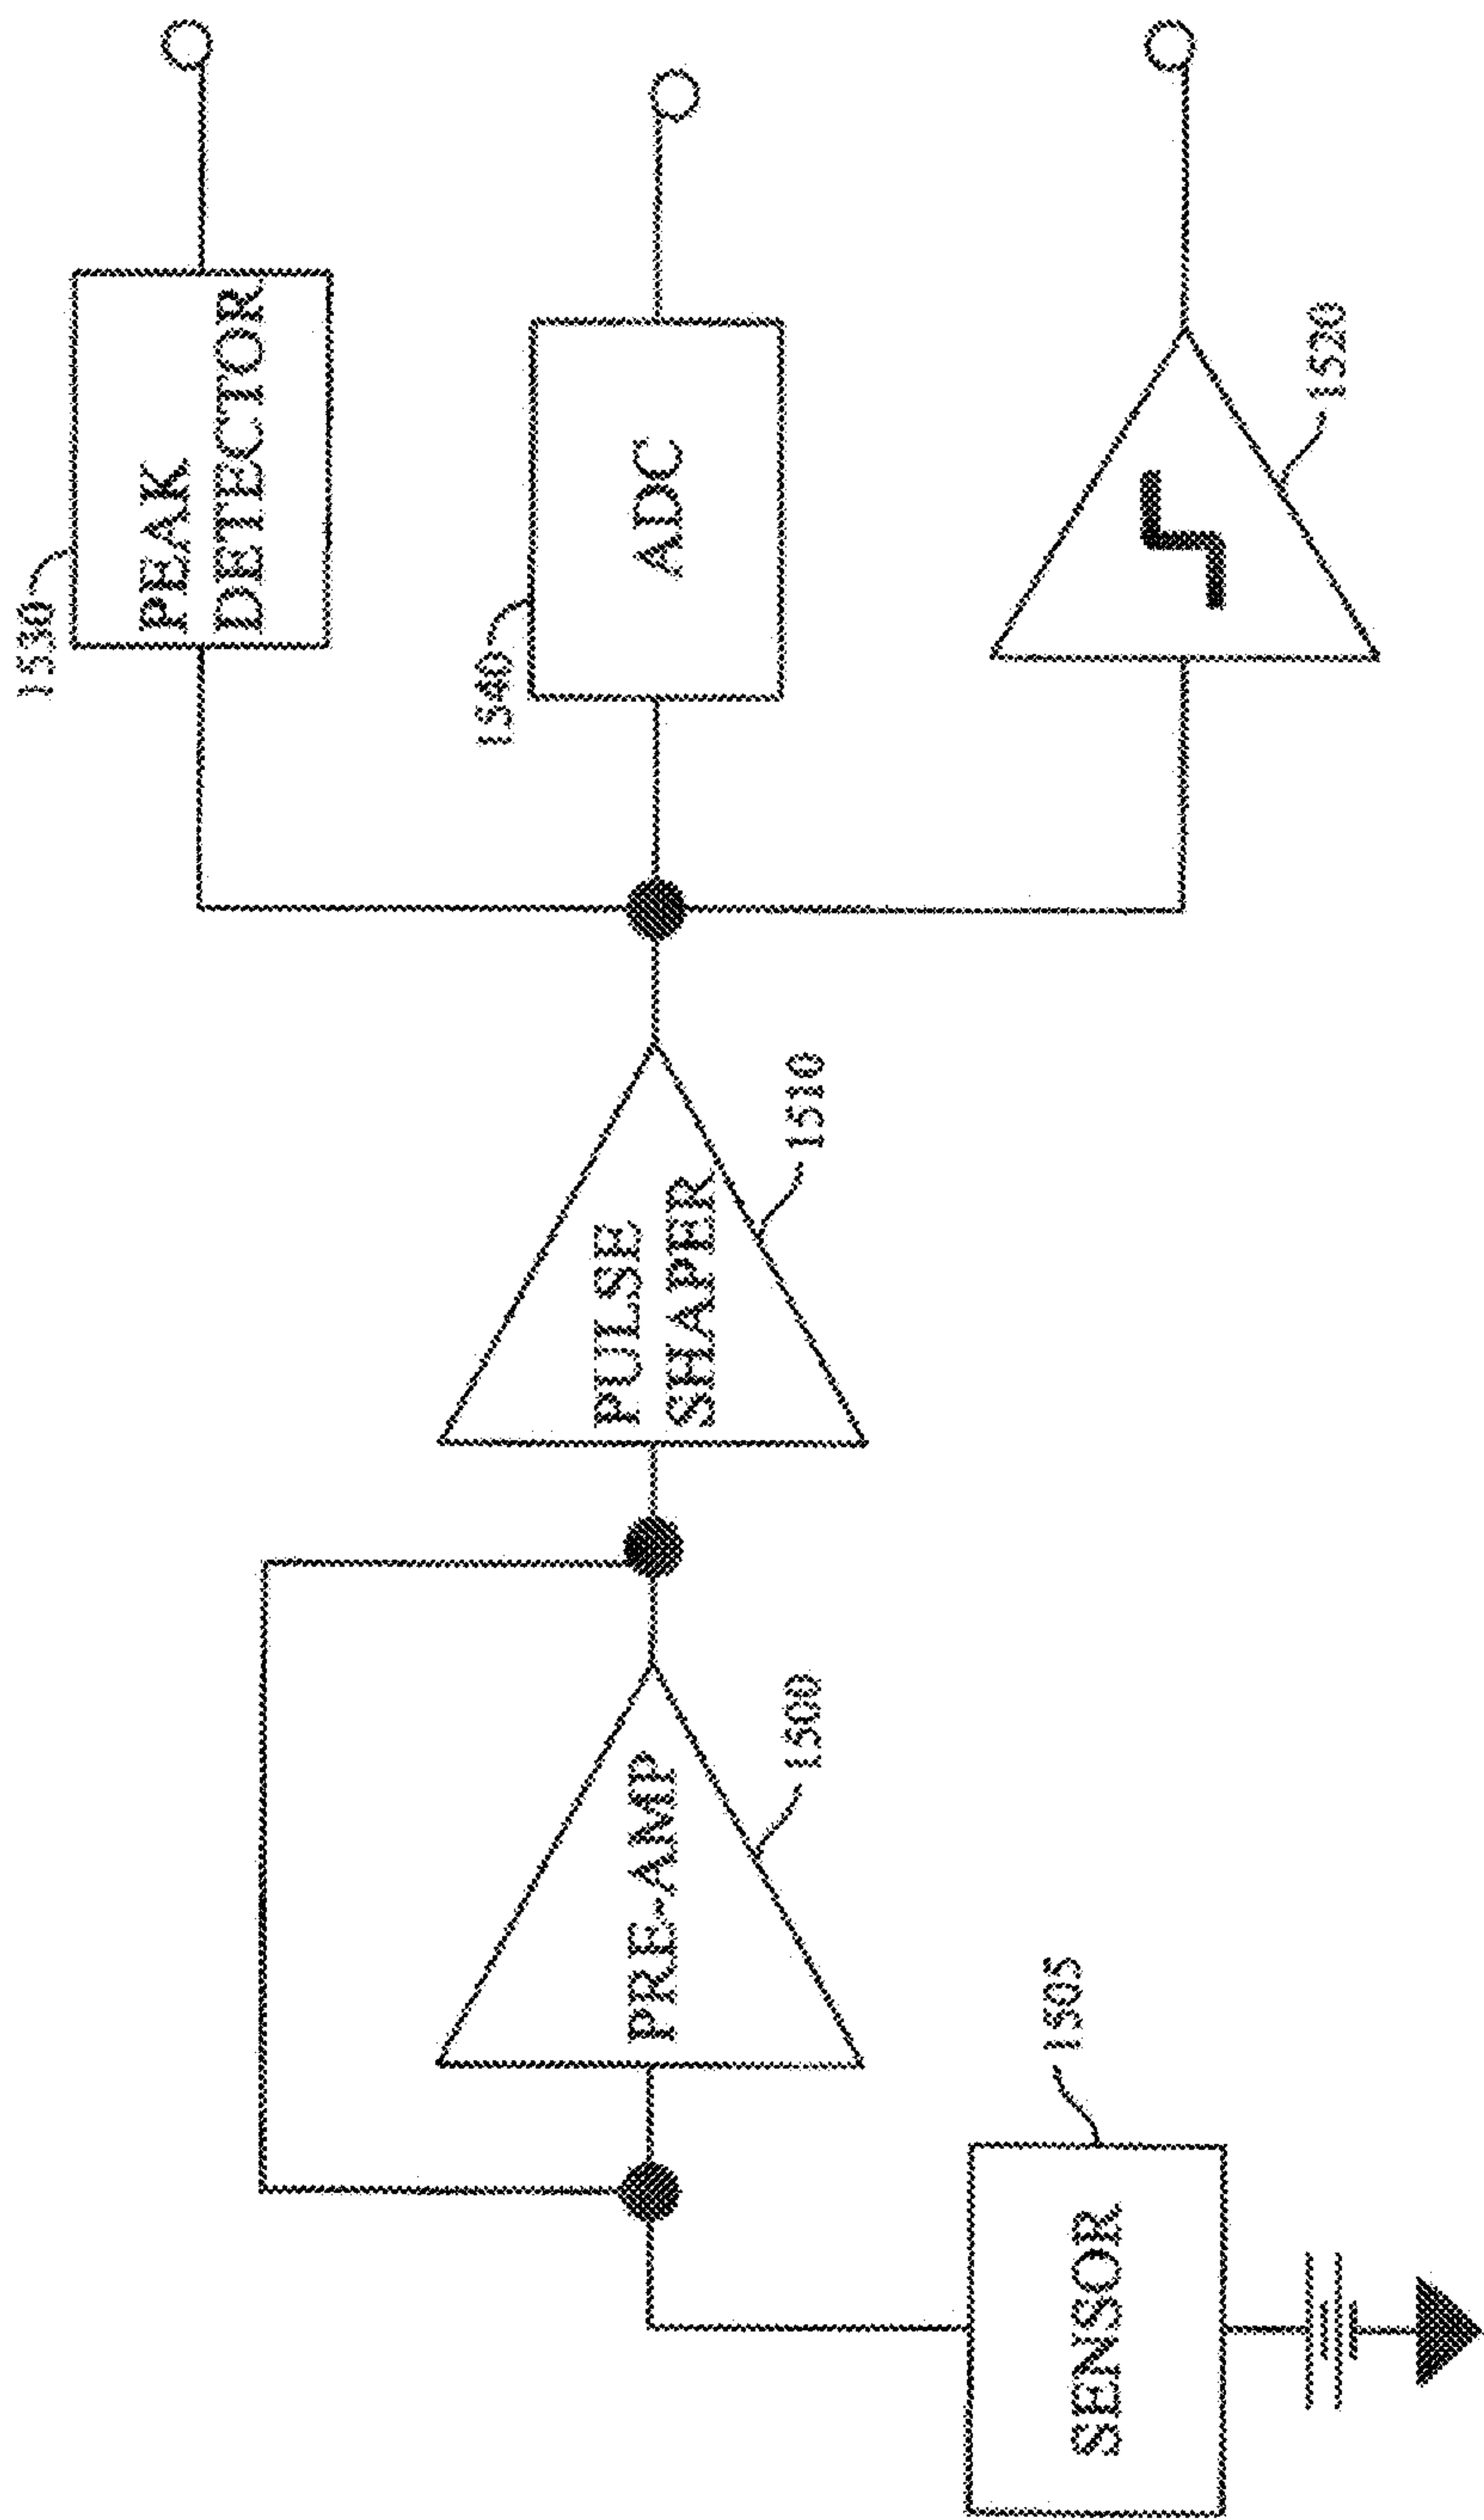 1530
PEAK
DETECTOR
1540
ADC
1520
PULSE
SHAPER
1510
PRE-AMP
1500
SENSOR
1505